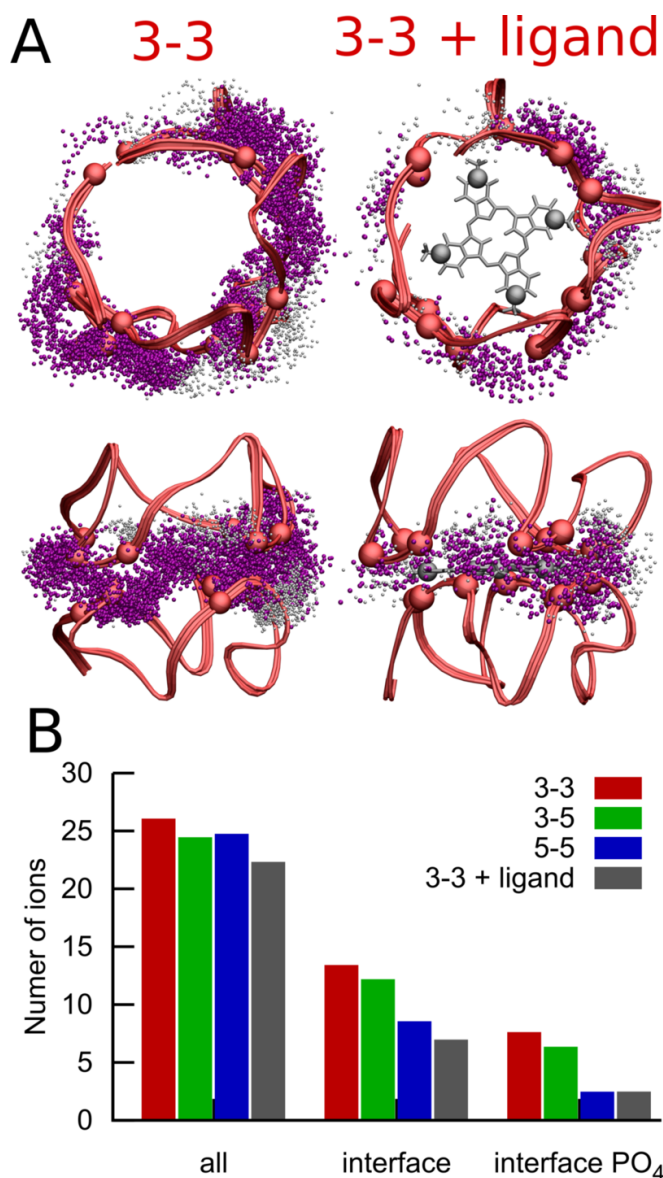 A 3-3 3-3 + ligand
B
30
25
20
15
10
5
0
Numer of ions
3-3
3-5
5-5
3-3 + ligand
all interface interface PO4